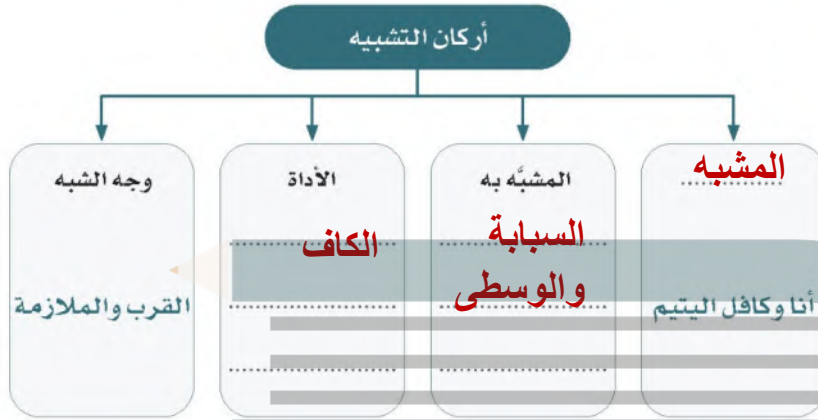 أركان التشبيه
المشبه
أنا وكافل اليتيم
المشبَّه به
السبابة
والوسطى
الأداة
الكاف
وجه الشبه
القرب والملازمة